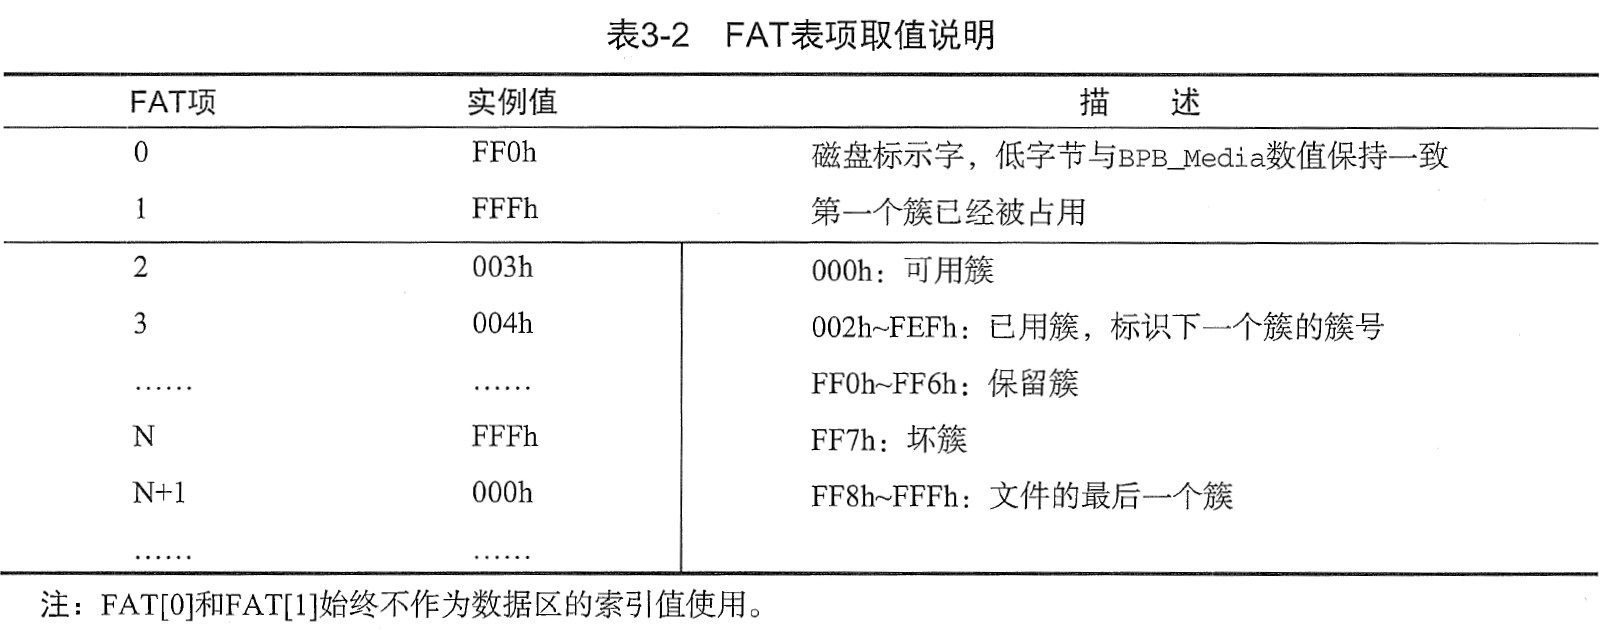 表3-2 FAT表项取值说明
FAT项 实例值 描 述
0 FF0h 磁盘标示字，低字节与BPB_Media数值保持一致
1 FFFh 第一个簇已经被占用
2 003h 000h：可用簇
3 004h 002h~FEFh：已用簇，标识下一个簇的簇号
…… …… FF0h~FF6h：保留簇
N FFFh FF7h：坏簇
N+1 000h FF8h~FFFh：文件的最后一个簇
…… ……
注：FAT[0]和FAT[1]始终不作为数据区的索引值使用。